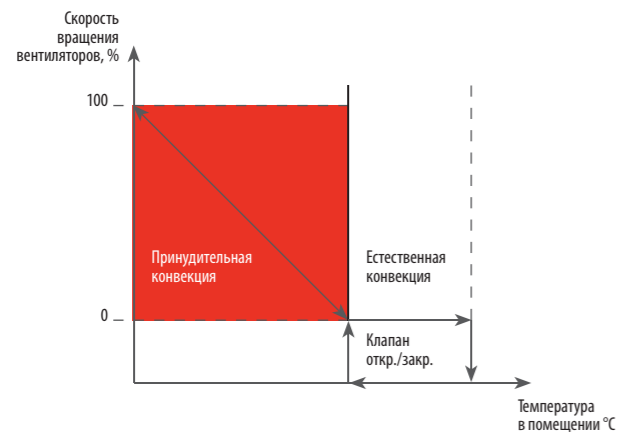 Скорость
вращения
вентиляторов, %
100
Принудительная
конвекция
Естественная
конвекция
0
Клапан
откр./закр.
Температура
в помещении °C